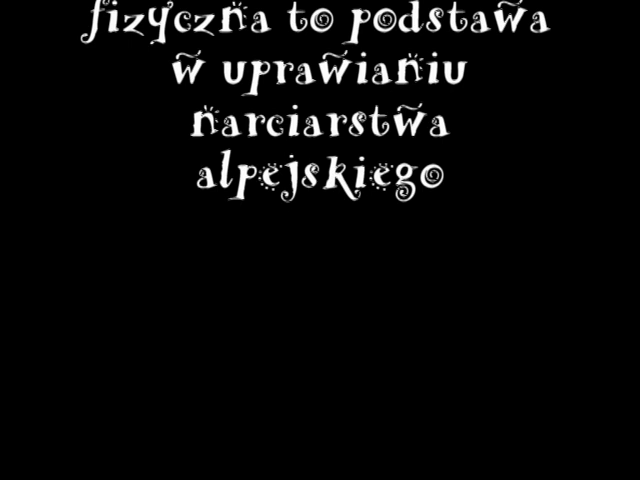 fizyczna to podstawa
w uprawianiu
narciarstwa
alpejskiego